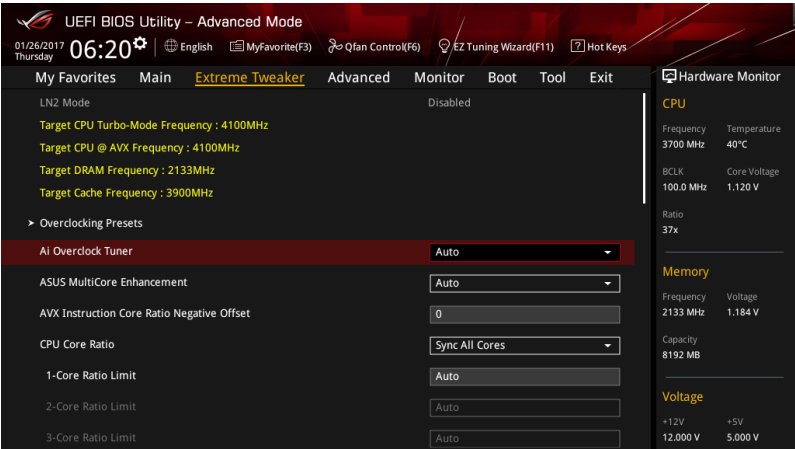 UEFI BIOS Utility – Advanced Mode
01/26/2017 Thursday 06:20 English MyFavorite(F3) Qfan Control(F6) EZ Tuning Wizard(F11) ? Hot Keys
My Favorites Main Extreme Tweaker Advanced Monitor Boot Tool Exit
LN2 Mode Disabled
Target CPU Turbo-Mode Frequency : 4100MHz
Target CPU @ AVX Frequency : 4100MHz
Target DRAM Frequency : 2133MHz
Target Cache Frequency : 3900MHz
Overclocking Presets
Ai Overclock Tuner Auto
ASUS MultiCore Enhancement Auto
AVX Instruction Core Ratio Negative Offset 0
CPU Core Ratio Sync All Cores
1-Core Ratio Limit Auto
2-Core Ratio Limit Auto
3-Core Ratio Limit Auto
Hardware Monitor
CPU
Frequency Temperature
3700 MHz 40°C
BCLK Core Voltage
100.0 MHz 1.120 V
Ratio
37x
Memory
Frequency Voltage
2133 MHz 1.184 V
Capacity
8192 MB
Voltage
+12V +5V
12.000 V 5.000 V